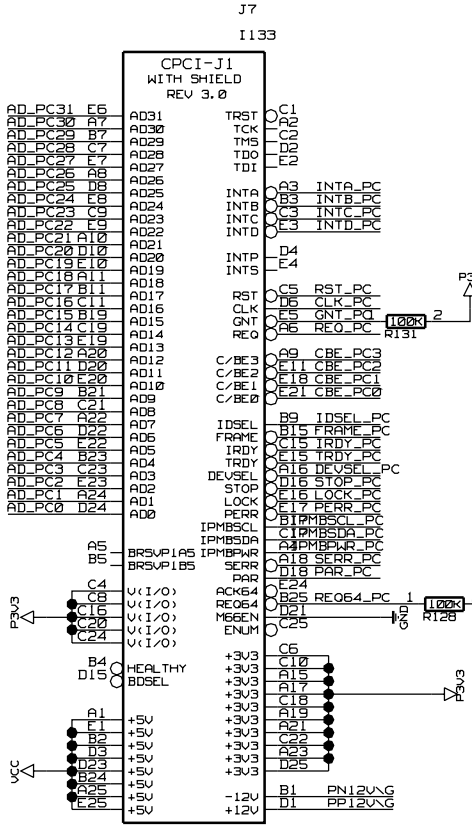 J7
I133
CPCI-J1
WITH SHIELD
REV 3.0
AD_PC31 E6 AD31 TRST C1
AD_PC30 A7 AD30 TCK A2
AD_PC29 B7 AD29 TMS C2
AD_PC28 C7 AD28 TDO D2
AD_PC27 E7 AD27 TDI E2
AD_PC26 A8 AD26
AD_PC25 D8 AD25 INTA A3 INTA_PC
AD_PC24 E8 AD24 INTB B3 INTB_PC
AD_PC23 C9 AD23 INTC C3 INTC_PC
AD_PC22 E9 AD22 INTD E3 INTD_PC
AD_PC21 A10 AD21
AD_PC20 D10 AD20 INTP D4
AD_PC19 E10 AD19 INTS E4
AD_PC18 A11 AD18 P3
AD_PC17 B11 AD17 RST C5 RST_PC
AD_PC16 C11 AD16 CLK D6 CLK_PC
AD_PC15 B19 AD15 GNT E5 GNT_PC 1 100K 2
AD_PC14 C19 AD14 REQ A6 REQ_PC R131
AD_PC13 E19 AD13
AD_PC12 A20 AD12 C/BE3 A9 CBE_PC3
AD_PC11 D20 AD11 C/BE2 E11 CBE_PC2
AD_PC10 E20 AD10 C/BE1 E18 CBE_PC1
AD_PC9 B21 AD9 C/BE0 E21 CBE_PC0
AD_PC8 C21 AD8
AD_PC7 A22 AD7 IDSEL B9 IDSEL_PC
AD_PC6 D22 AD6 FRAME B15 FRAME_PC
AD_PC5 E22 AD5 IRDY C15 IRDY_PC
AD_PC4 B23 AD4 TRDY E15 TRDY_PC
AD_PC3 C23 AD3 DEVSEL A16 DEVSEL_PC
AD_PC2 E23 AD2 STOP D16 STOP_PC
AD_PC1 A24 AD1 LOCK E16 LOCK_PC
AD_PC0 D24 AD0 PERR E17 PERR_PC
IPMBSCL B17 IPMBSCL_PC
IPMBSDA C17 IPMBSDA_PC
A5 BRSVP1A5 IPMBPWR A4 IPMBPWR_PC
B5 BRSVP1B5 SERR A18 SERR_PC
PAR D18 PAR_PC
C4 V(I/O) ACK64 E24
C8 V(I/O) REQ64 B25 REQ64_PC 1 100K
P3V3 C16 V(I/O) M66EN D21 GND R128
C20 V(I/O) ENUM C25
C24 V(I/O)
+3V3 C6
B4 HEALTHY +3V3 C10
D15 BDSEL +3V3 A15
+3V3 A17 P3V3
+3V3 C18
A1 +5V +3V3 A19
E1 +5V +3V3 A21
B2 +5V +3V3 C22
D3 +5V +3V3 A23
VCC D23 +5V +3V3 D25
B24 +5V
A25 +5V -12V B1 PN12V\G
E25 +5V +12V D1 PP12V\G